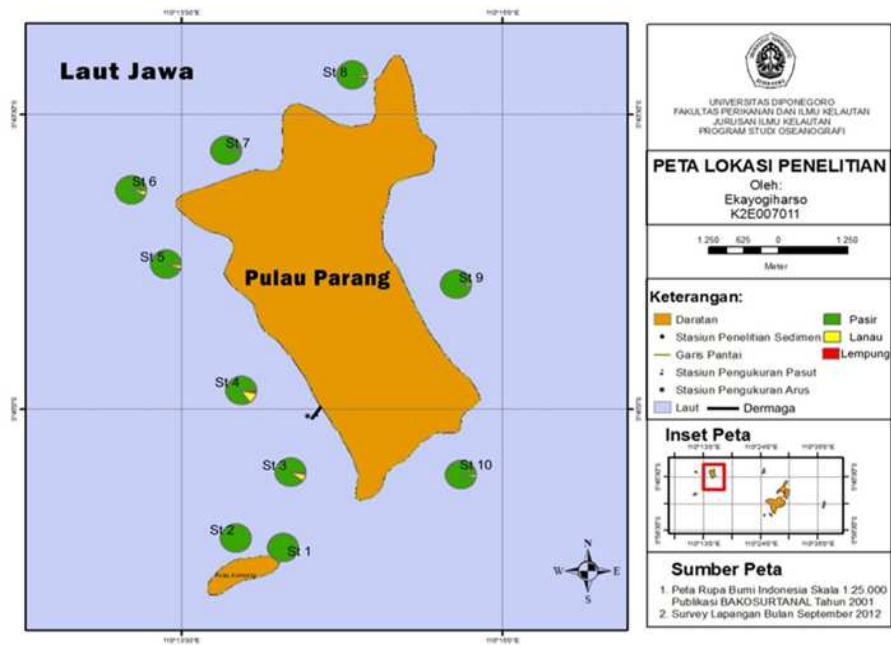 Laut Jawa
St 8
St 7
St 6
St 5
Pulau Parang
St 9
St 4
St 3
St 10
St 2
St 1
N
W
E
S
UNIVERSITAS DIPONEGORO
FAKULTAS PERIKANAN DAN ILMU KELAUTAN
JURUSAN ILMU KELAUTAN
PROGRAM STUDI OSEANOGRAFI
PETA LOKASI PENELITIAN
Oleh:
Ekayogiharso
K2E007011
1.250 625 0 1.250
Meter
Keterangan:
Daratan
Stasiun Penelitian Sedimen
Garis Pantai
Stasiun Pengukuran Pasut
Stasiun Pengukuran Arus
Laut
Dermaga
Pasir
Lanau
Lempung
Inset Peta
Sumber Peta
1. Peta Rupa Bumi Indonesia Skala 1:25.000
Publikasi BAKOSURTANAL Tahun 2001
2. Survey Lapangan Bulan September 2012